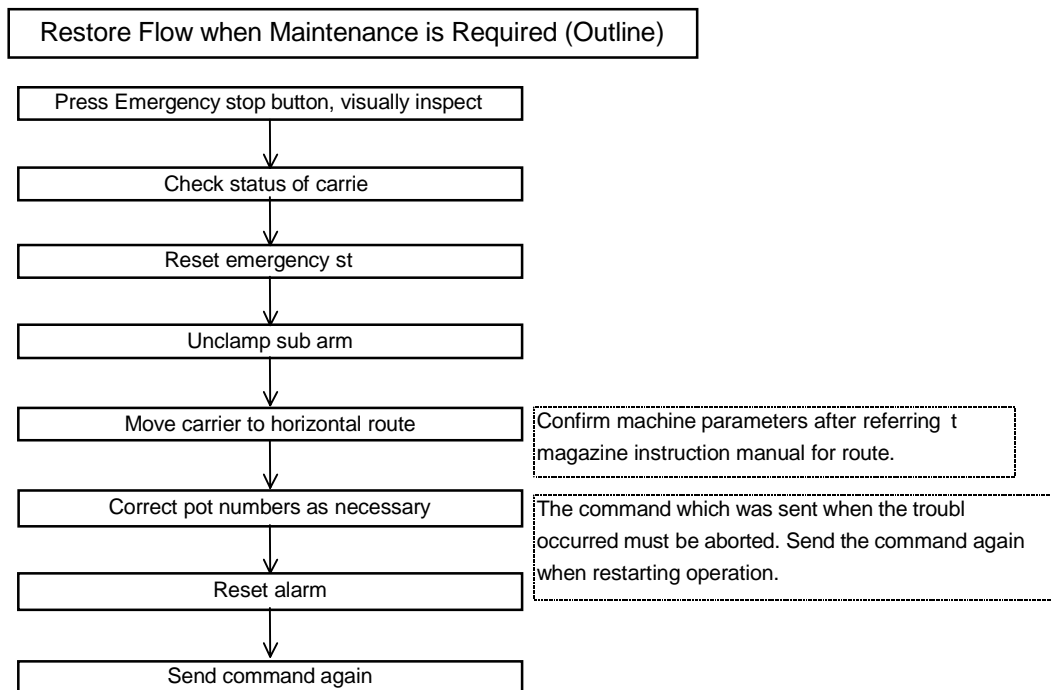 Restore Flow when Maintenance is Required (Outline)
Press Emergency stop button, visually inspect
Check status of carrie
Reset emergency st
Unclamp sub arm
Move carrier to horizontal route
Confirm machine parameters after referring t
magazine instruction manual for route.
Correct pot numbers as necessary
The command which was sent when the troubl
occurred must be aborted. Send the command again
when restarting operation.
Reset alarm
Send command again